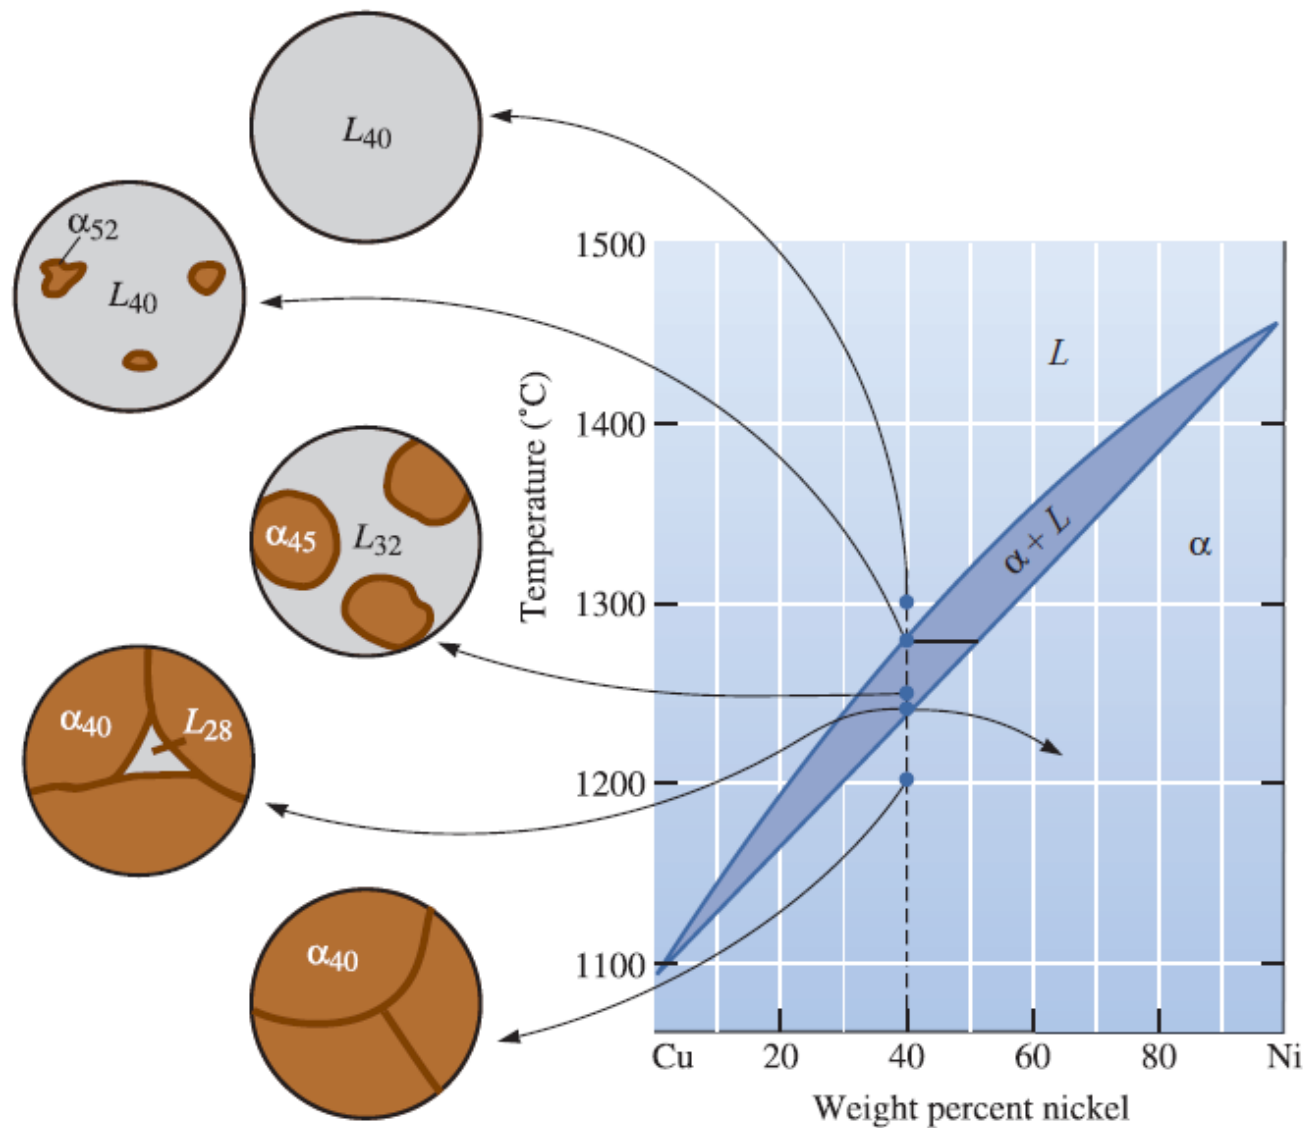 L40
α52
L40
α45
L32
α40
L28
α40
Temperature (°C)
1500
1400
1300
1200
1100
L
α + L
α
Cu 20 40 60 80 Ni
Weight percent nickel